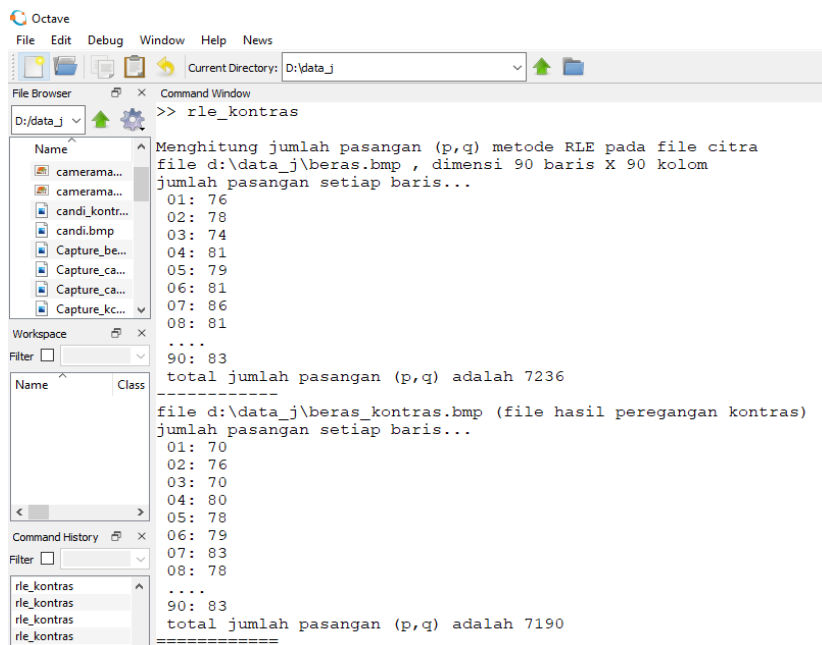 Octave
File Edit Debug Window Help News
Current Directory: D:\data_j
File Browser
D:/data_j
Name
camerama...
camerama...
candi_kontr...
candi.bmp
Capture_be...
Capture_ca...
Capture_ca...
Capture_kc...
Workspace
Filter
Name Class
Command History
Filter
rle_kontras
rle_kontras
rle_kontras
rle_kontras
Command Window
>> rle_kontras
Menghitung jumlah pasangan (p,q) metode RLE pada file citra
file d:\data_j\beras.bmp , dimensi 90 baris X 90 kolom
jumlah pasangan setiap baris...
01: 76
02: 78
03: 74
04: 81
05: 79
06: 81
07: 86
08: 81
....
90: 83
total jumlah pasangan (p,q) adalah 7236
------------
file d:\data_j\beras_kontras.bmp (file hasil peregangan kontras)
jumlah pasangan setiap baris...
01: 70
02: 76
03: 70
04: 80
05: 78
06: 79
07: 83
08: 78
....
90: 83
total jumlah pasangan (p,q) adalah 7190
============